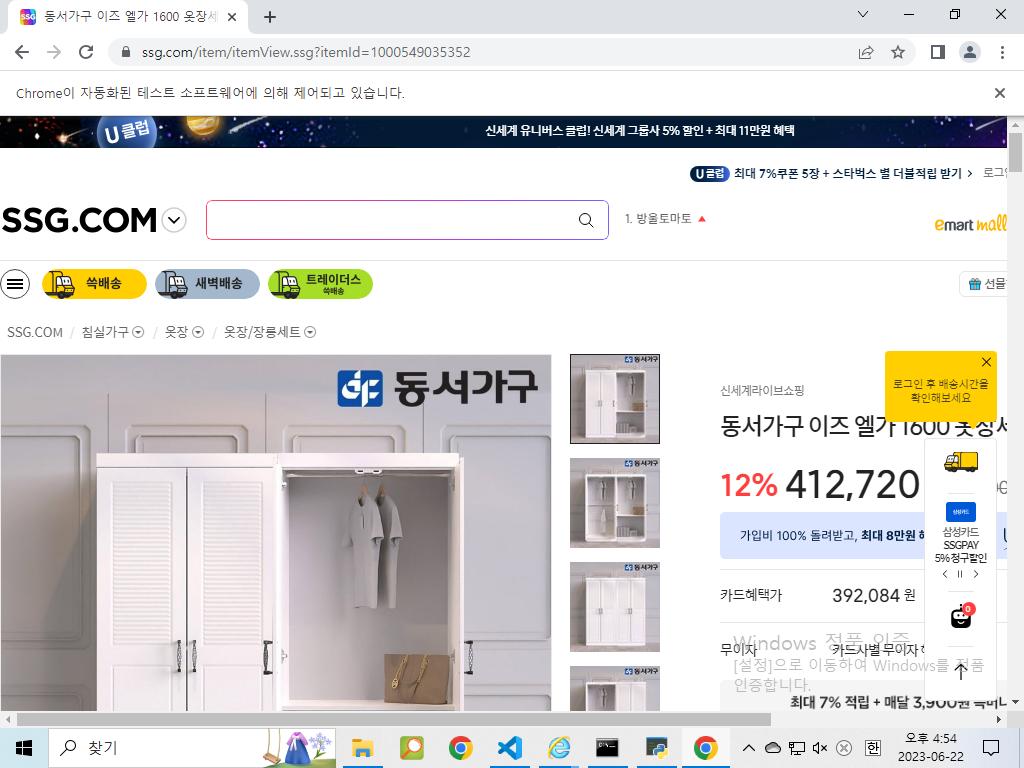 동서가구 이즈 엘가 1600 옷장세
ssg.com/item/itemView.ssg?itemId=1000549035352
Chrome이 자동화된 테스트 소프트웨어에 의해 제어되고 있습니다.
U 클럽
신세계 유니버스 클럽! 신세계 그룹사 5% 할인 + 최대 11만원 혜택
U 클럽 최대 7%쿠폰 5장 + 스타벅스 별 더블적립 받기 > 로그인
SSG.COM
1. 방울토마토
emart mall
쓱배송
새벽배송
트레이더스
쓱배송
선물
SSG.COM / 침실가구 / 옷장 / 옷장/장롱세트
동서가구
동서가구
동서가구
동서가구
동서가구
로그인 후 배송시간을
확인해보세요
신세계라이브쇼핑
동서가구 이즈 엘가 1600 옷장세
12% 412,720
가입비 100% 돌려받고, 최대 8만원 혜
삼성카드
삼성카드
SSGPAY
5% 청구할인
카드혜택가
392,084 원
0
무이자
카드사별 무이자
Windows 정품 인증
[설정]으로 이동하여 Windows를 정품
인증합니다.
최대 7% 적립 + 매달 3,900원 쓱머니
찾기
한
오후 4:54
2023-06-22